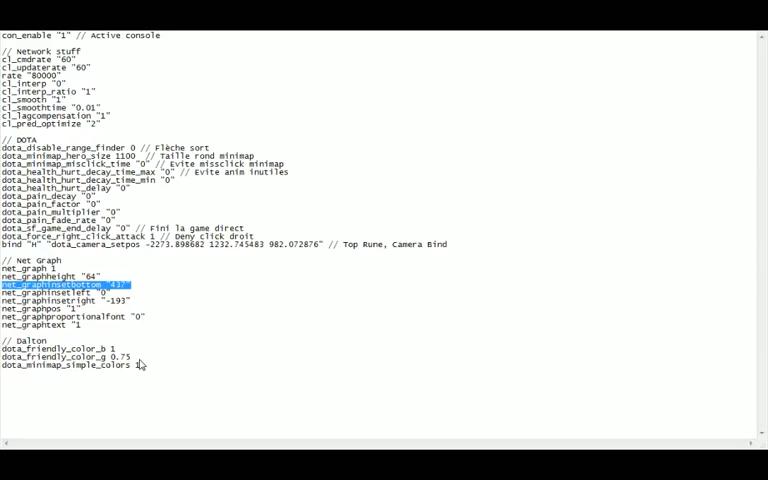 con_enable "1" // Active console
// Network stuff
cl_cmdrate "60"
cl_updaterate "60"
rate "80000"
cl_interp "0"
cl_interp_ratio "1"
cl_smooth "1"
cl_smoothtime "0.01"
cl_lagcompensation "1"
cl_pred_optimize "2"
// DOTA
dota_disable_range_finder 0 // Flèche sort
dota_minimap_hero_size 1100  // Taille rond minimap
dota_minimap_misclick_time "0" // Evite missclick minimap
dota_health_hurt_decay_time_max "0" // Evite anim inutiles
dota_health_hurt_decay_time_min "0"
dota_health_hurt_delay "0"
dota_pain_decay "0"
dota_pain_factor "0"
dota_pain_multiplier "0"
dota_pain_fade_rate "0"
dota_sf_game_end_delay "0" // Fini la game direct
dota_force_right_click_attack 1 // Deny click droit
bind "H" "dota_camera_setpos -2273.898682 1232.745483 982.072876" // Top Rune, Camera Bind
// Net Graph
net_graph 1
net_graphheight "64"
net_graphinsetbottom "437"
net_graphinsetleft "0"
net_graphinsetright "-193"
net_graphpos "1"
net_graphproportionalfont "0"
net_graphtext "1
// Dalton
dota_friendly_color_b 1
dota_friendly_color_g 0.75
dota_minimap_simple_colors 1